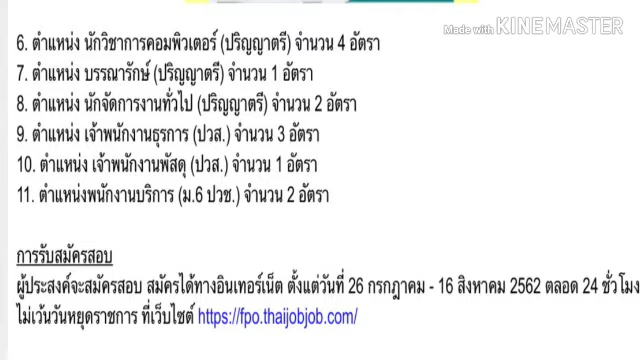 Made with KINEMASTER
6. ตำแหน่ง นักวิชาการคอมพิวเตอร์ (ปริญญาตรี) จำนวน 4 อัตรา
7. ตำแหน่ง บรรณารักษ์ (ปริญญาตรี) จำนวน 1 อัตรา
8. ตำแหน่ง นักจัดการงานทั่วไป (ปริญญาตรี) จำนวน 2 อัตรา
9. ตำแหน่ง เจ้าพนักงานธุรการ (ปวส.) จำนวน 3 อัตรา
10. ตำแหน่ง เจ้าพนักงานพัสดุ (ปวส.) จำนวน 1 อัตรา
11. ตำแหน่งพนักงานบริการ (ม.6 ปวช.) จำนวน 2 อัตรา
การรับสมัครสอบ
ผู้ประสงค์จะสมัครสอบ สมัครได้ทางอินเทอร์เน็ต ตั้งแต่วันที่ 26 กรกฎาคม - 16 สิงหาคม 2562 ตลอด 24 ชั่วโมง
ไม่เว้นวันหยุดราชการ ที่เว็บไซต์ https://fpo.thaijobjob.com/